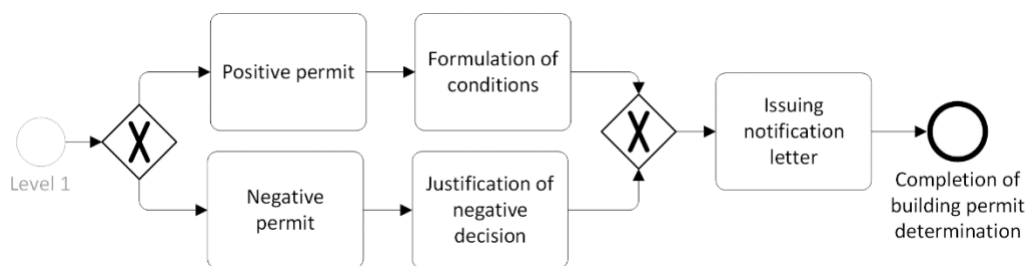 Level 1
Positive permit
Formulation of
conditions
Negative
permit
Justification of
negative
decision
Issuing
notification
letter
Completion of
building permit
determination